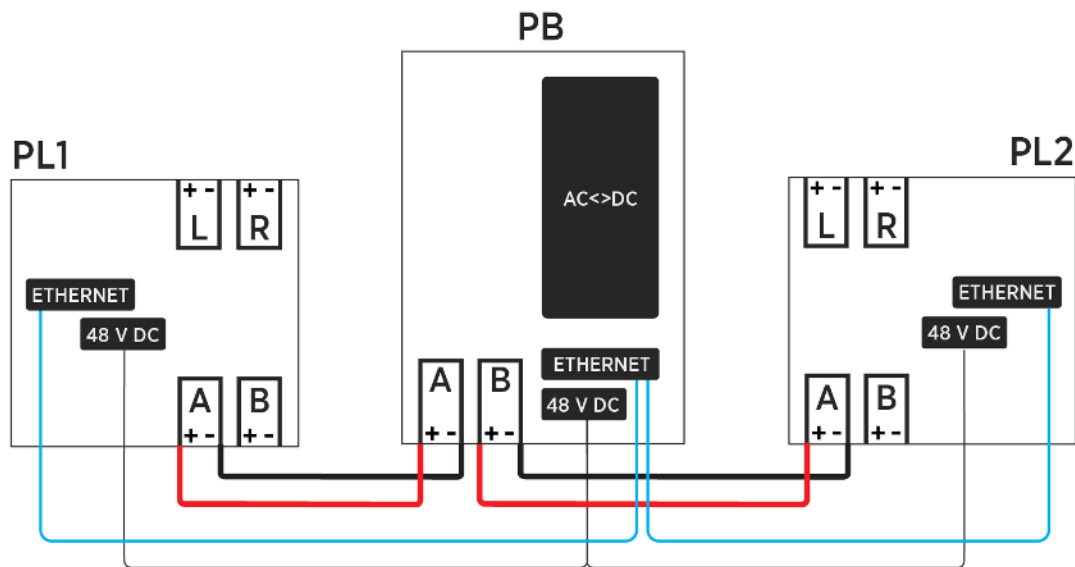 PB
PL1
PL2
+ - + -
L R
AC<>DC
+ - + -
L R
ETHERNET
48 V DC
ETHERNET
48 V DC
A B
ETHERNET
48 V DC
+ - + -
A B
+ - + -
A B
+ - + -